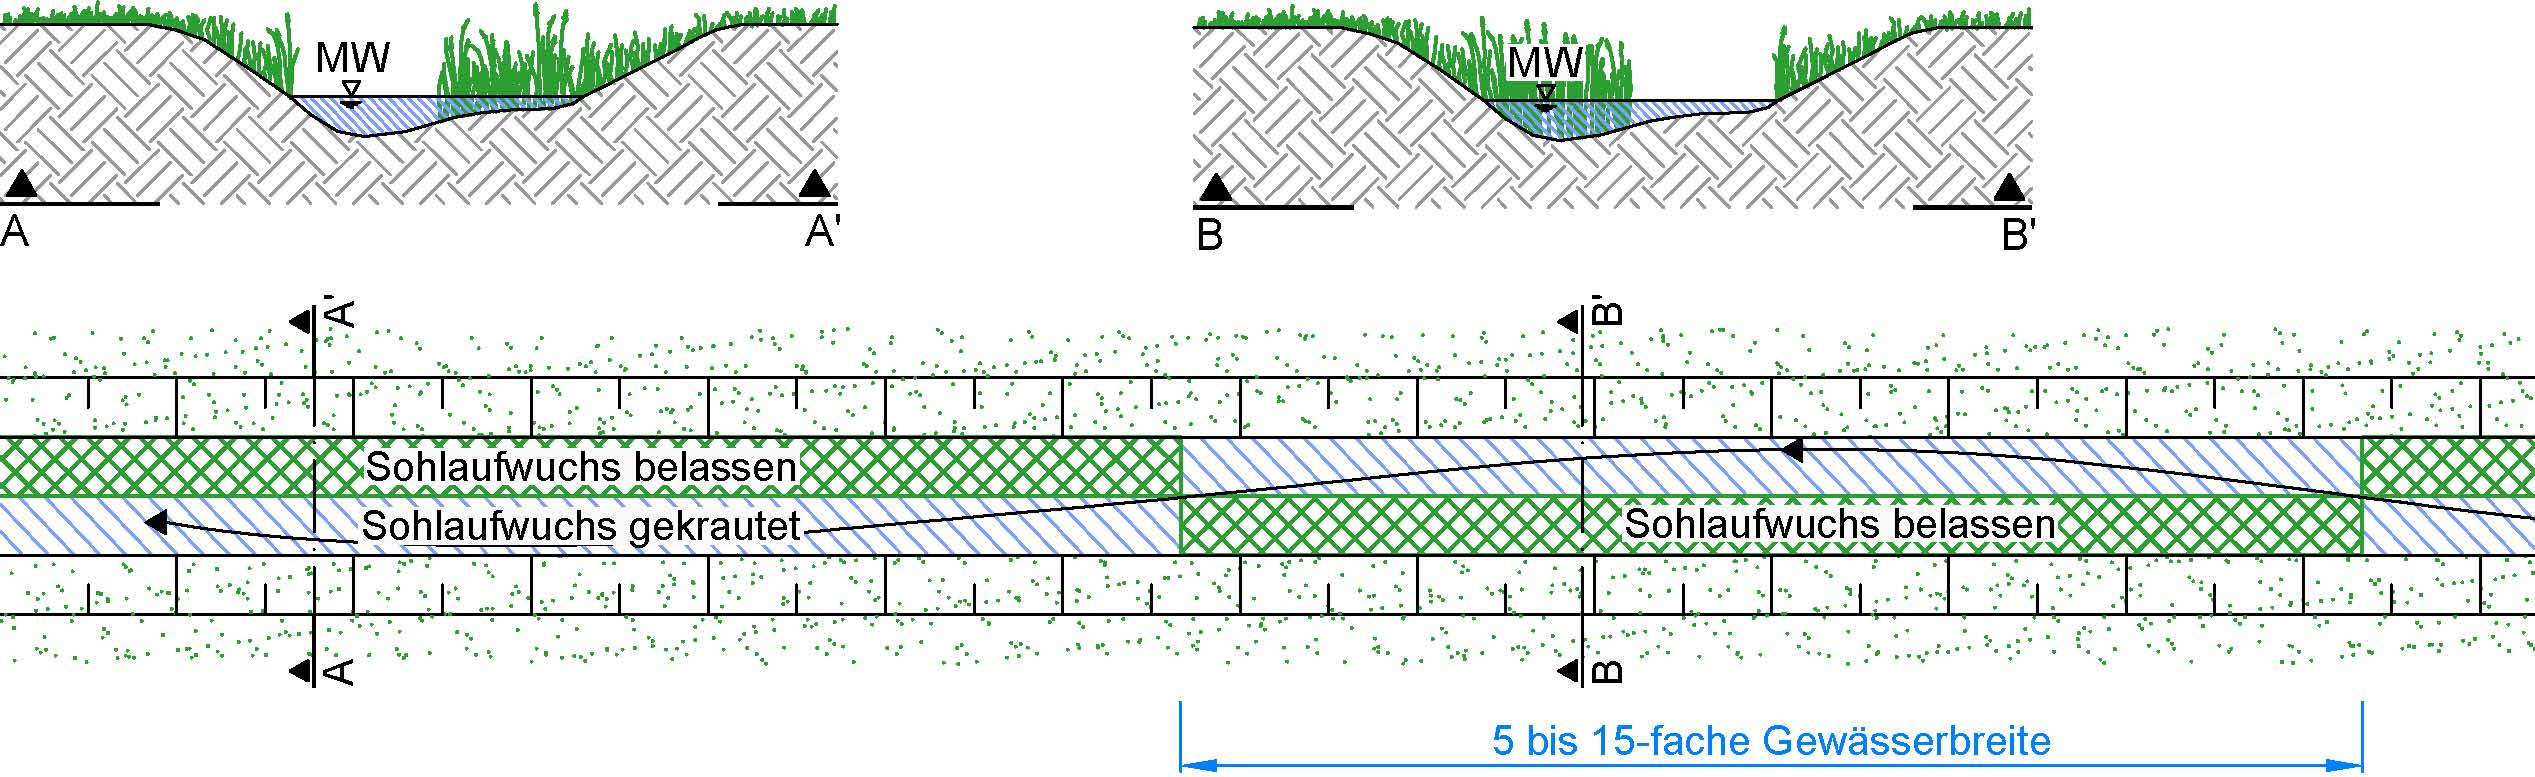 MW
MW
A
A'
B
B'
A'
B'
Sohlaufwuchs belassen
Sohlaufwuchs gekrautet
Sohlaufwuchs belassen
A
B
5 bis 15-fache Gewässerbreite